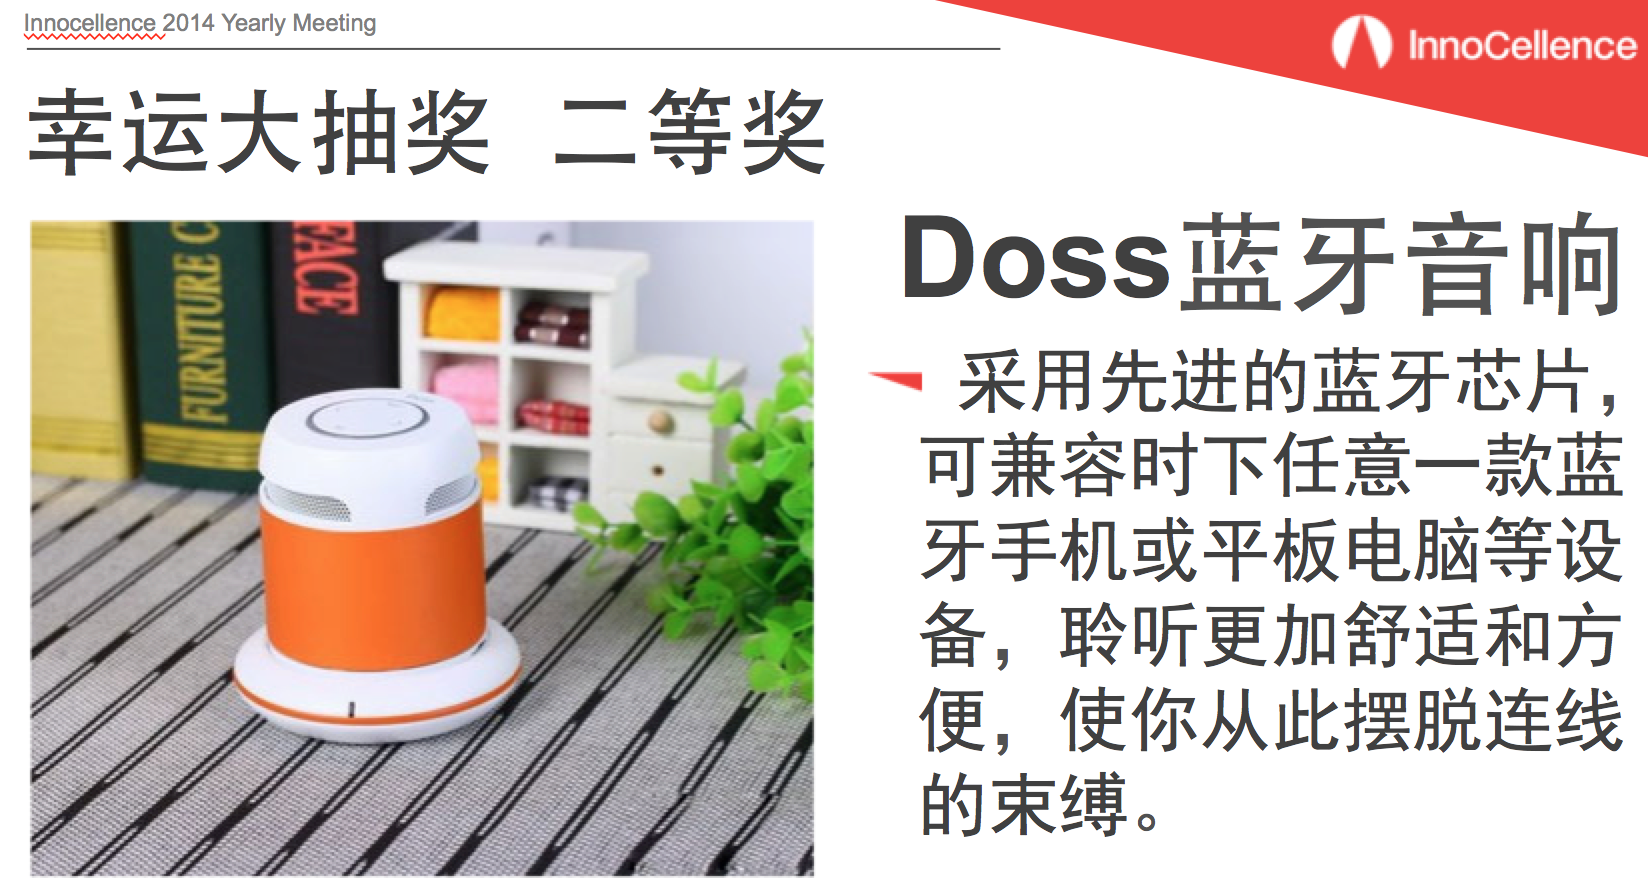 Innocellence 2014 Yearly Meeting
InnoCellence
幸运大抽奖 二等奖
FURNITURE C
FACE
Doss蓝牙音响
采用先进的蓝牙芯片，
可兼容时下任意一款蓝
牙手机或平板电脑等设
备，聆听更加舒适和方
便，使你从此摆脱连线
的束缚。